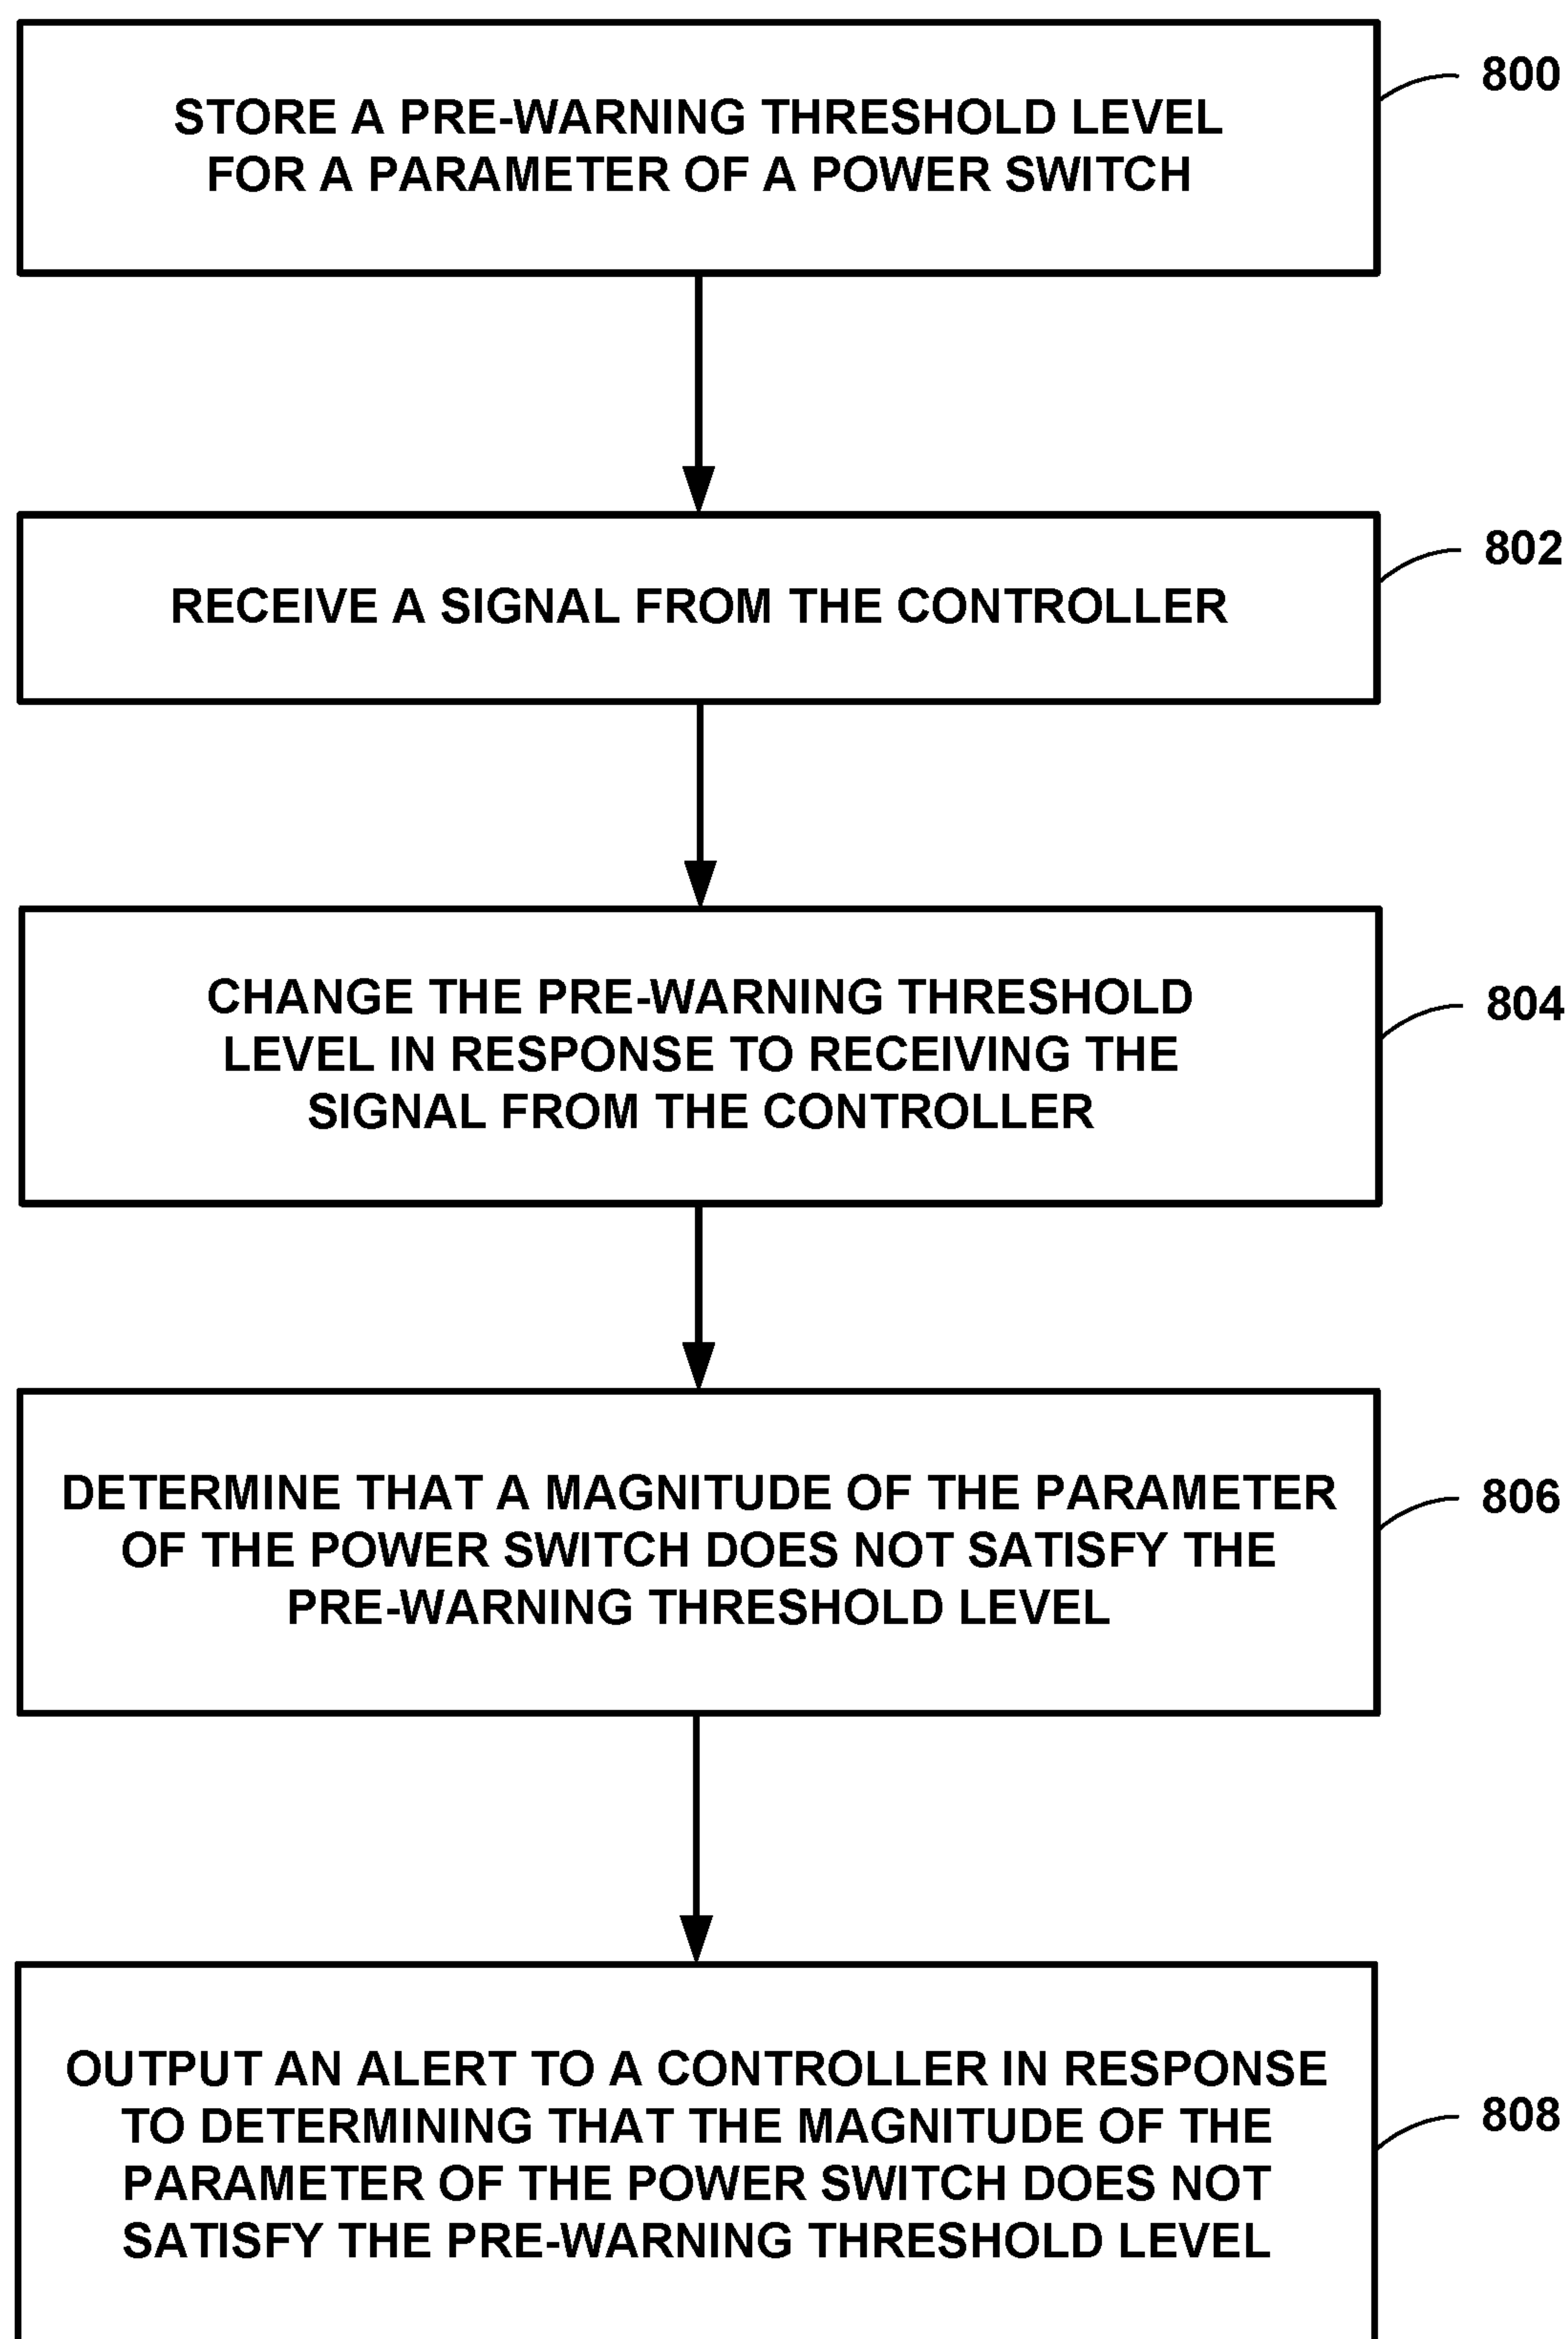 STORE A PRE-WARNING THRESHOLD LEVEL
FOR A PARAMETER OF A POWER SWITCH
800
RECEIVE A SIGNAL FROM THE CONTROLLER
802
CHANGE THE PRE-WARNING THRESHOLD
LEVEL IN RESPONSE TO RECEIVING THE
SIGNAL FROM THE CONTROLLER
804
DETERMINE THAT A MAGNITUDE OF THE PARAMETER
OF THE POWER SWITCH DOES NOT SATISFY THE
PRE-WARNING THRESHOLD LEVEL
806
OUTPUT AN ALERT TO A CONTROLLER IN RESPONSE
TO DETERMINING THAT THE MAGNITUDE OF THE
PARAMETER OF THE POWER SWITCH DOES NOT
SATISFY THE PRE-WARNING THRESHOLD LEVEL
808